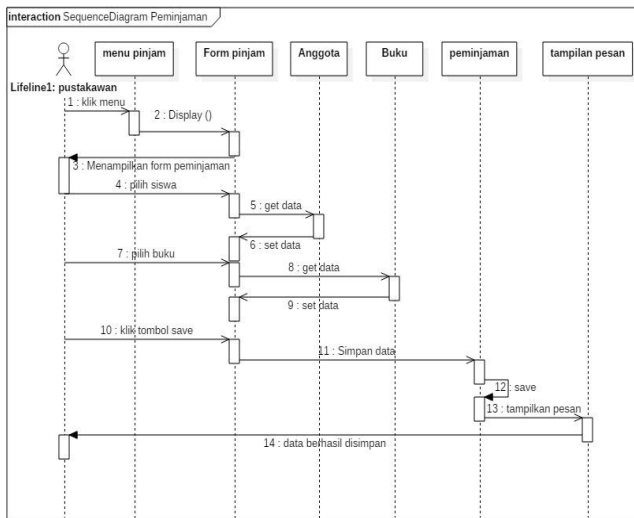 interaction SequenceDiagram Peminjaman
menu pinjam
Form pinjam
Anggota
Buku
peminjaman
tampilan pesan
Lifeline1: pustakawan
1 : klik menu
2 : Display ()
3 : Menampilkan form peminjaman
4 : pilih siswa
5 : get data
6 : set data
7 : pilih buku
8 : get data
9 : set data
10 : klik tombol save
11 : Simpan data
12 : save
13 : tampilkan pesan
14 : data berhasil disimpan